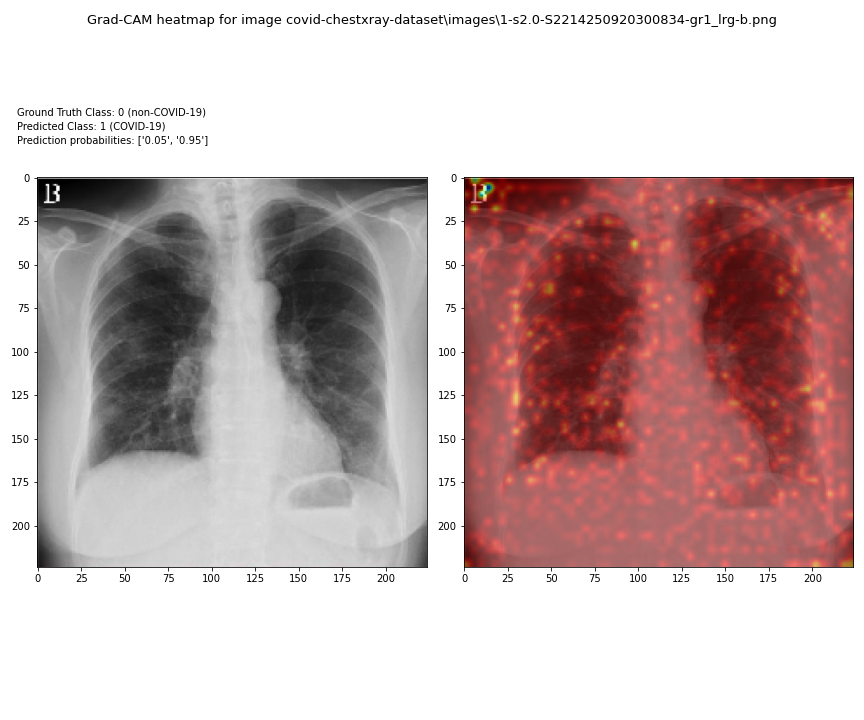 Grad-CAM heatmap for image covid-chestxray-dataset\images\1-s2.0-S2214250920300834-gr1_lrg-b.png
Ground Truth Class: 0 (non-COVID-19)
Predicted Class: 1 (COVID-19)
Prediction probabilities: ['0.05', '0.95']
B
0
25
50
75
100
125
150
175
200
0 25 50 75 100 125 150 175 200
B
0
25
50
75
100
125
150
175
200
0 25 50 75 100 125 150 175 200